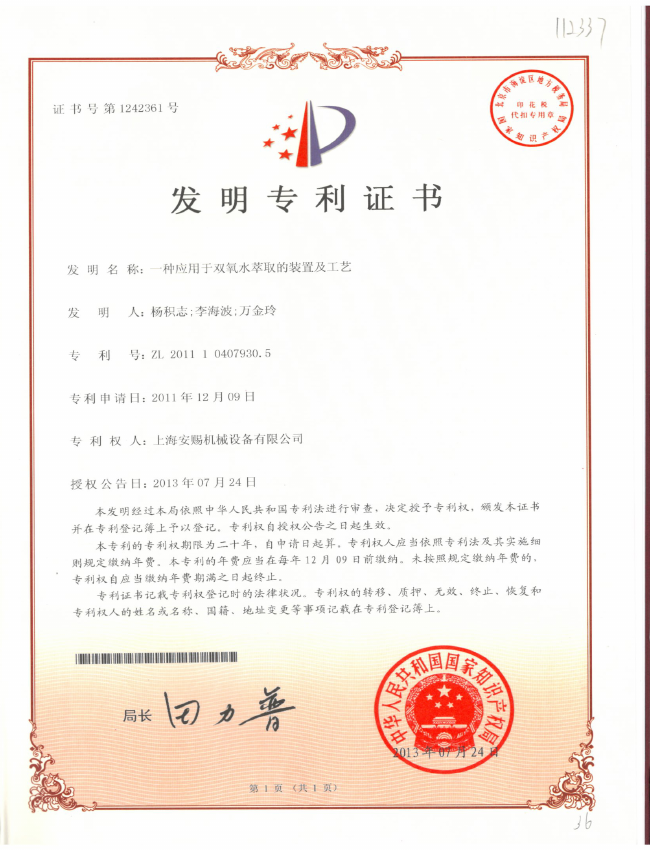 112337
证书号第1242361号
北京市海淀区地方税务局
印花税
代扣专用章
国家知识产权局
发明专利证书
发明名称：一种应用于双氧水萃取的装置及工艺
发明人：杨积志;李海波;万金玲
专利号：ZL 2011 1 0407930.5
专利申请日：2011年12月09日
专利权人：上海安赐机械设备有限公司
授权公告日：2013年07月24日
本发明经过本局依照中华人民共和国专利法进行审查，决定授予专利权，颁发本证书
并在专利登记簿上予以登记。专利权自授权公告之日起生效。
本专利的专利权期限为二十年，自申请日起算。专利权人应当依照专利法及其实施细
则规定缴纳年费。本专利的年费应当在每年12月09日前缴纳。未按照规定缴纳年费的，
专利权自应当缴纳年费期满之日起终止。
专利证书记载专利权登记时的法律状况。专利权的转移、质押、无效、终止、恢复和
专利权人的姓名或名称、国籍、地址变更等事项记载在专利登记簿上。
局长 田力普
中华人民共和国国家知识产权局
2013年07月24日
第1页（共1页）
36